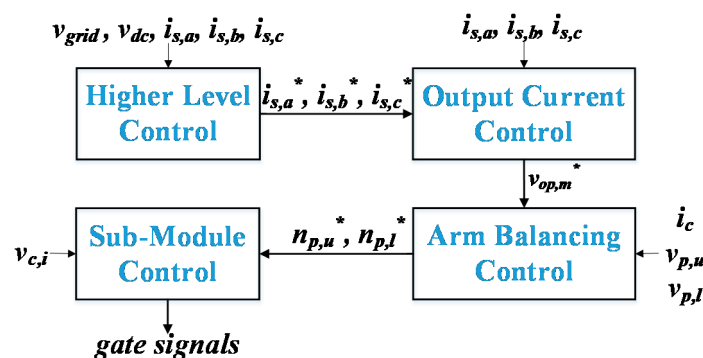 v_grid, v_dc, i_s,a, i_s,b, i_s,c
i_s,a, i_s,b, i_s,c
Higher Level
Control
i_s,a*, i_s,b*, i_s,c*
Output Current
Control
v_op,m*
Sub-Module
Control
n_p,u*, n_p,l*
Arm Balancing
Control
v_c,i
i_c
v_p,u
v_p,l
gate signals